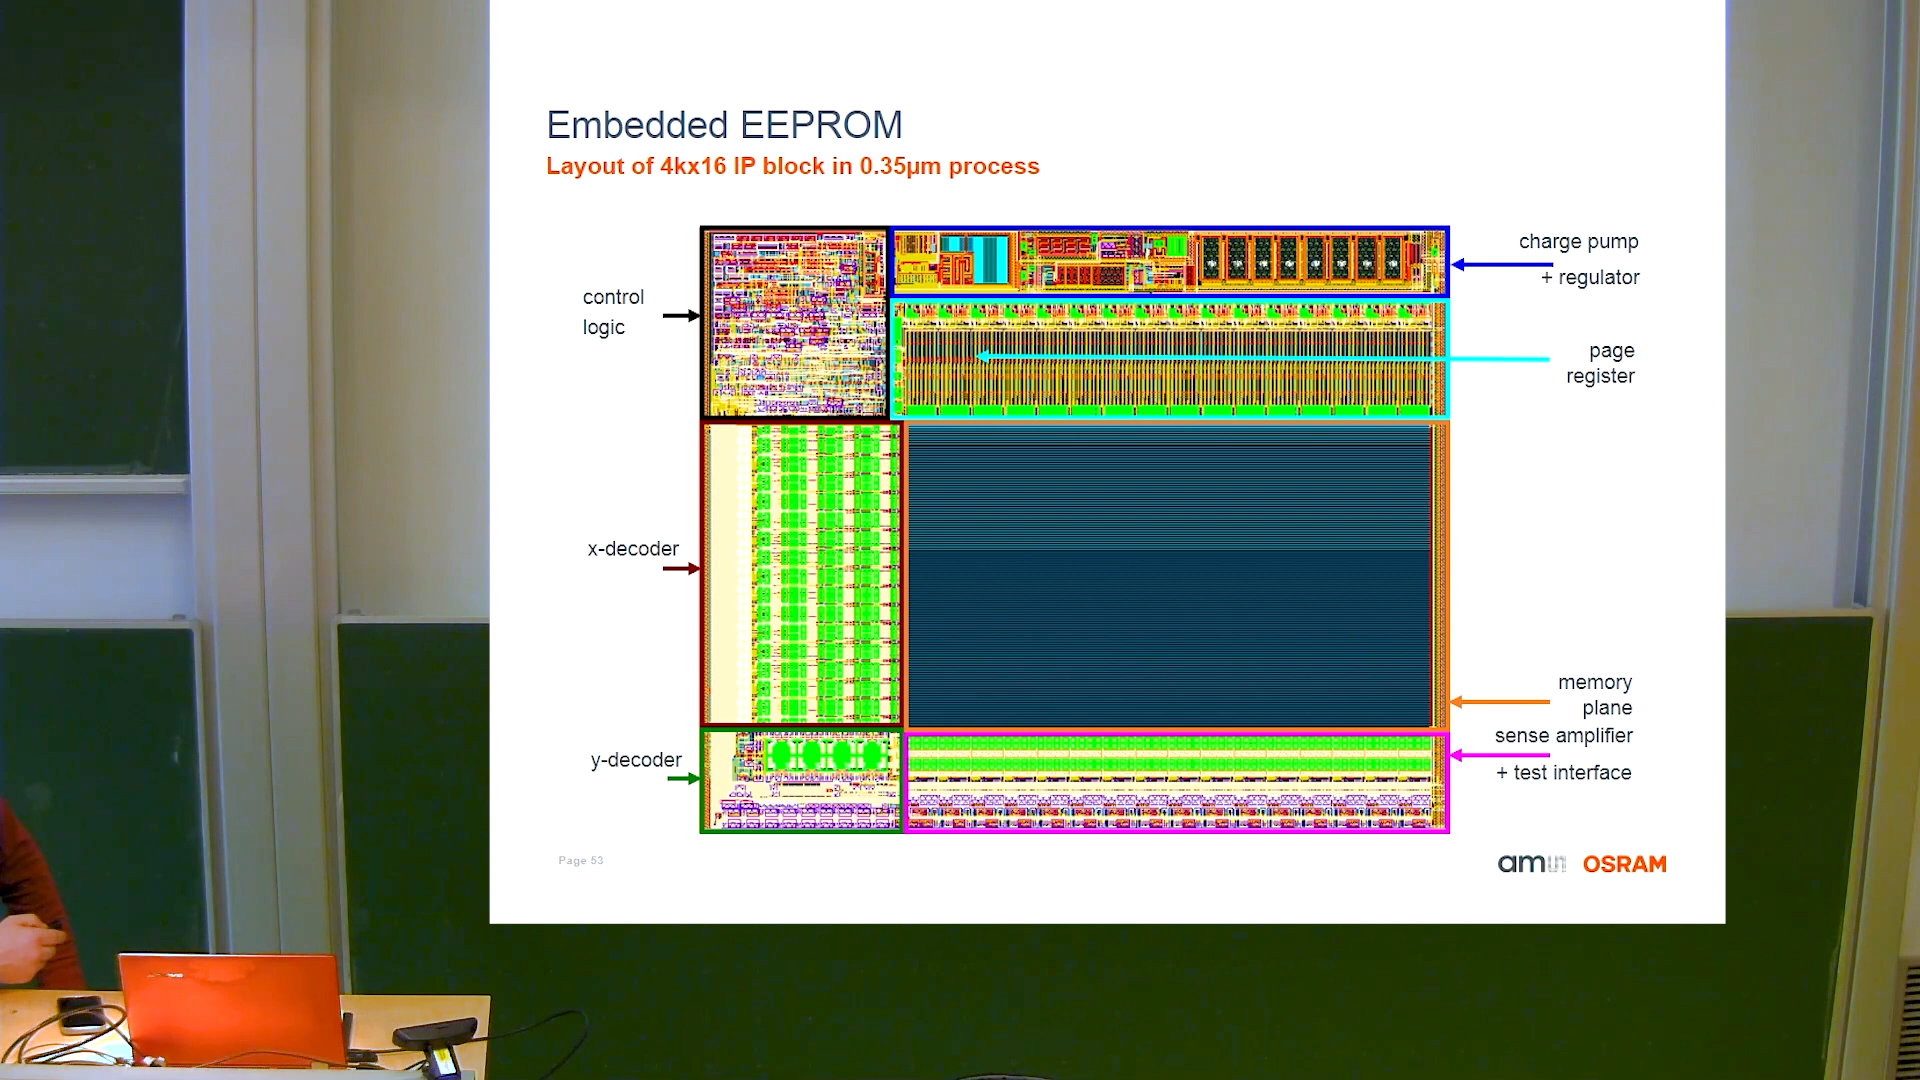 Embedded EEPROM
Layout of 4kx16 IP block in 0.35µm process
control
logic
charge pump
+ regulator
page
register
x-decoder
memory
plane
y-decoder
sense amplifier
+ test interface
Page 53
am
OSRAM